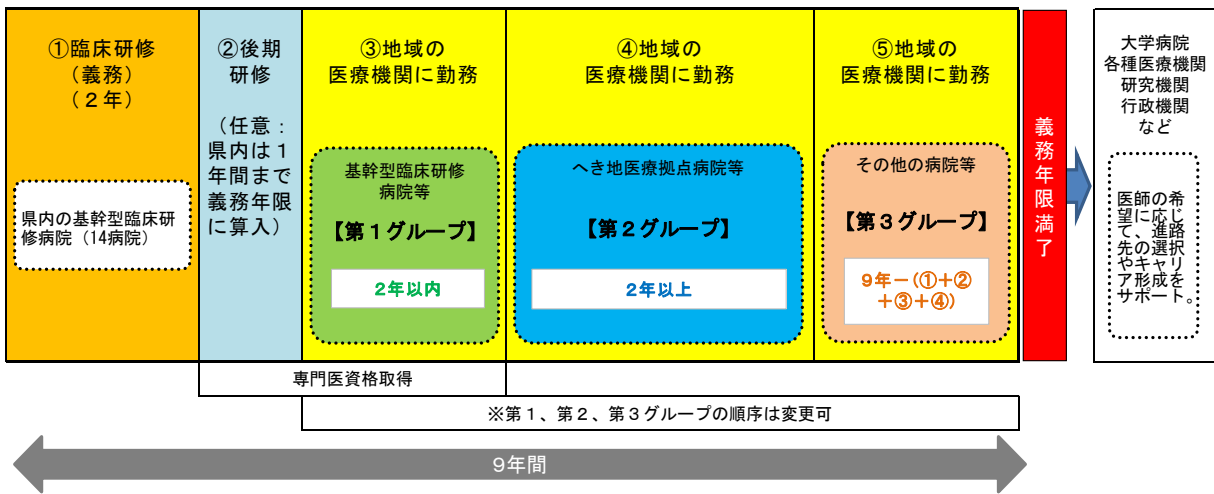 ①臨床研修
（義務）
（２年）
県内の基幹型臨床研
修病院（14病院）
②後期
研修
（任意：
県内は１
年間まで
義務年限
に算入）
③地域の
医療機関に勤務
基幹型臨床研修
病院等
【第１グループ】
2年以内
④地域の
医療機関に勤務
へき地医療拠点病院等
【第２グループ】
2年以上
⑤地域の
医療機関に勤務
その他の病院等
【第３グループ】
9年－(①+②
+③+④)
義務年限満了
大学病院
各種医療機関
研究機関
行政機関
など
医師の希
望に応じ
て、進路
先の選択
やキャリ
ア形成を
サポート。
専門医資格取得
※第１、第２、第３グループの順序は変更可
９年間